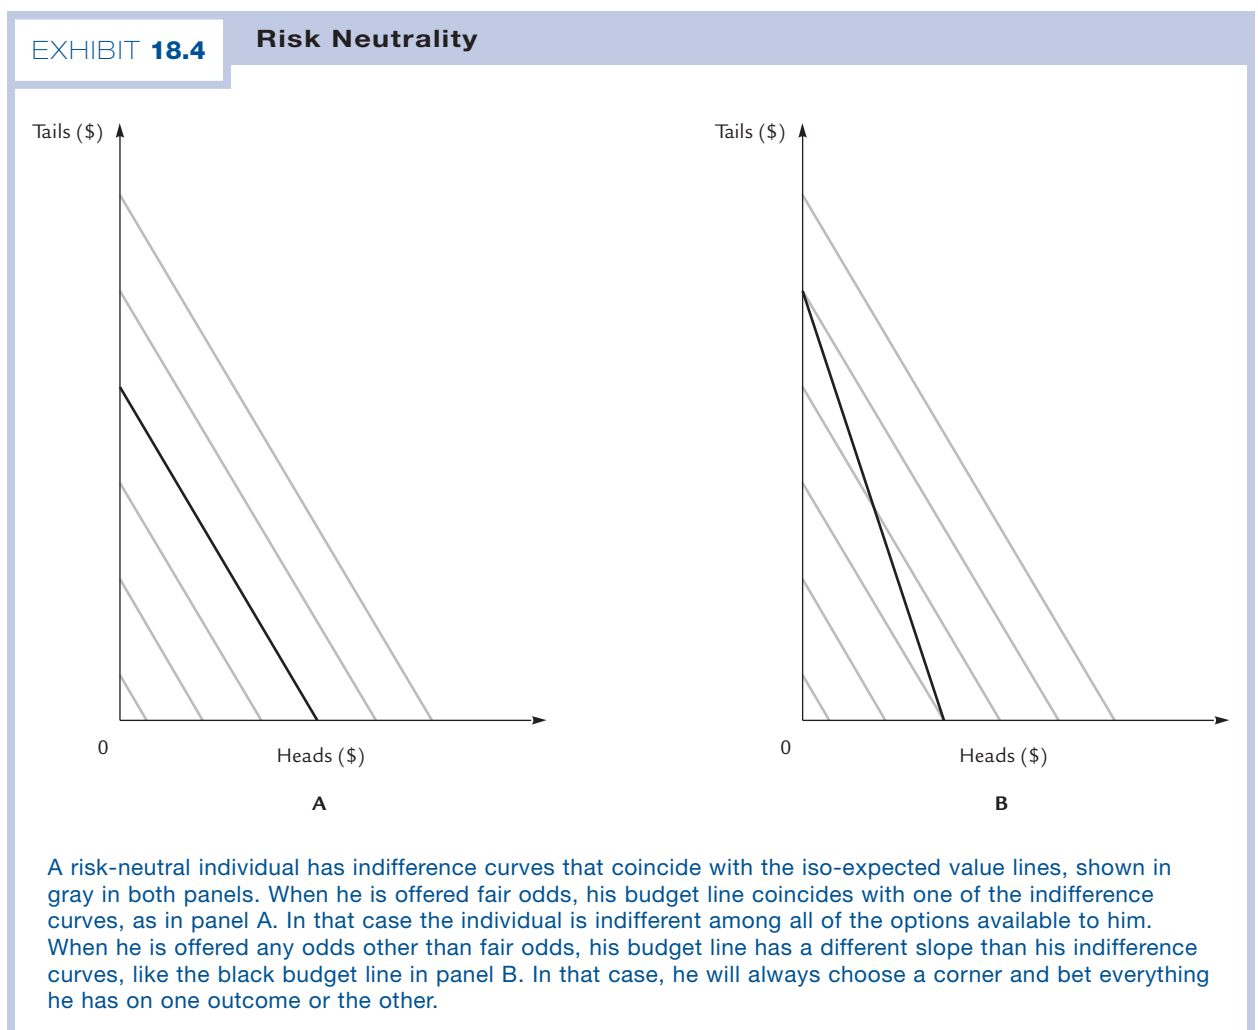 EXHIBIT 18.4
Risk Neutrality
Tails ($)
0
Heads ($)
A
Tails ($)
0
Heads ($)
B
A risk-neutral individual has indifference curves that coincide with the iso-expected value lines, shown in
gray in both panels. When he is offered fair odds, his budget line coincides with one of the indifference
curves, as in panel A. In that case the individual is indifferent among all of the options available to him.
When he is offered any odds other than fair odds, his budget line has a different slope than his indifference
curves, like the black budget line in panel B. In that case, he will always choose a corner and bet everything
he has on one outcome or the other.